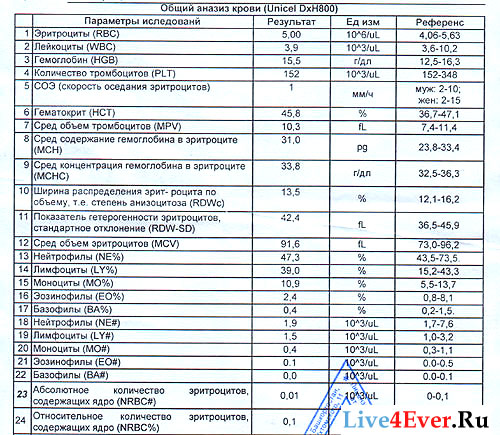 Общий анализ крови (Unicel DxH800)
Параметры исследований Результат Ед изм Референс
1 Эритроциты (RBC) 5,00 10^6/uL 4,06-5,63
2 Лейкоциты (WBC) 3,9 10^3/uL 3,6-10,2
3 Гемоглобин (HGB) 15,5 г/дл 12,5-16,3
4 Количество тромбоцитов (PLT) 152 10^3/uL 152-348
5 СОЭ (скорость оседания эритроцитов) 1 мм/ч муж: 2-10;
жен: 2-15
6 Гематокрит (HCT) 45,8 % 36,7-47,1
7 Сред объем тромбоцитов (MPV) 10,3 fL 7,4-11,4
8 Сред содержание гемоглобина в эритроците 31,0 pg 23,8-33,4
(MCH)
9 Сред концентрация гемоглобина в эритроците 33,8 г/дл 32,5-36,3
(MCHC)
10 Ширина распределения эрит- роцита по 13,5 % 12,1-16,2
объему, т.е. степень анизоцитоза (RDWc)
11 Показатель гетерогенности эритроцитов, 42,4 fL 36,5-45,9
стандартное отклонение (RDW-SD)
12 Сред объем эритроцитов (MCV) 91,6 fL 73,0-96,2
13 Нейтрофилы (NE%) 47,3 % 43,5-73,5
14 Лимфоциты (LY%) 39,0 % 15,2-43,3
15 Моноциты (MO%) 10,9 % 5,5-13,7
16 Эозинофилы (EO%) 2,4 % 0,8-8,1
17 Базофилы (BA%) 0,4 % 0,2-1,5
18 Нейтрофилы (NE#) 1,9 10^3/uL 1,7-7,6
19 Лимфоциты (LY#) 1,5 10^3/uL 1,0-3,2
20 Моноциты (MO#) 0,4 10^3/uL 0,3-1,1
21 Эозинофилы (EO#) 0.1 10^3/uL 0.0-0.5
22 Базофилы (BA#) 0,0 10^3/uL 0.0-0.1
23 Абсолютное количество эритроцитов, 0,01 10^3/uL 0-0,1
содержащих ядро (NRBC#)
24 Относительное количество эритроцитов, 0,1
содержащих ядро (NRBC%)
Live4Ever.Ru